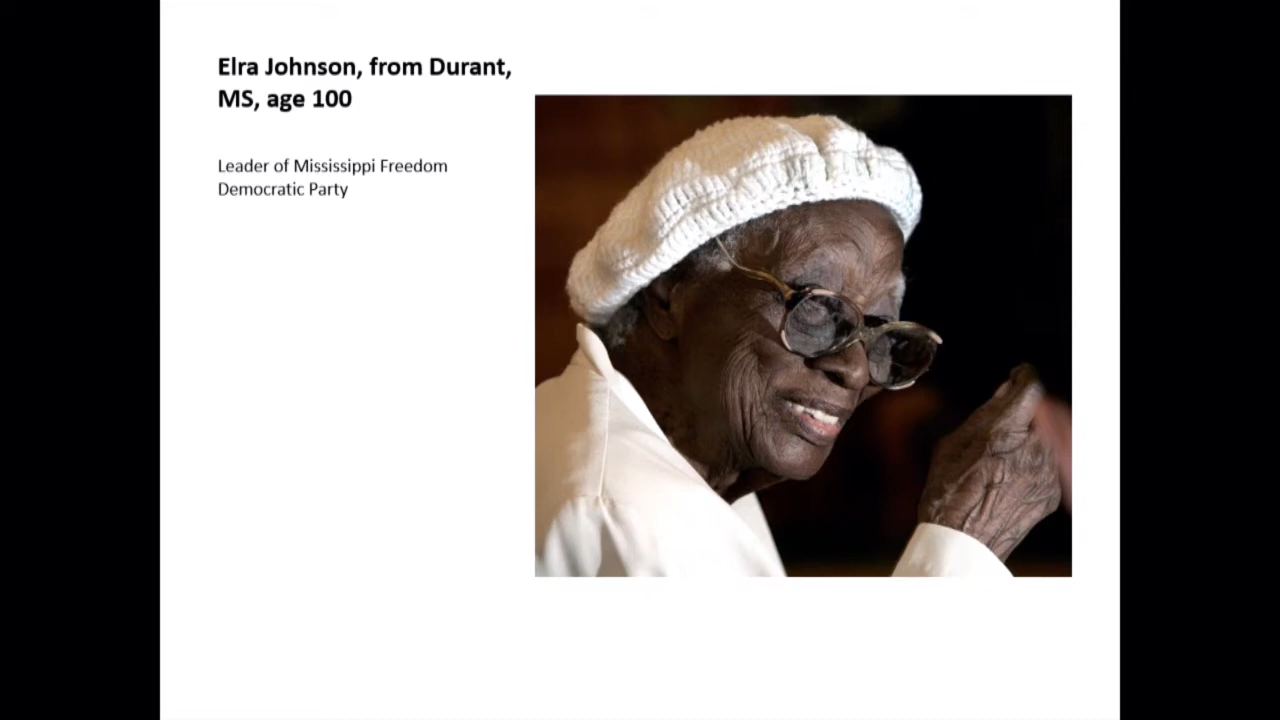 Elra Johnson, from Durant,
MS, age 100
Leader of Mississippi Freedom
Democratic Party